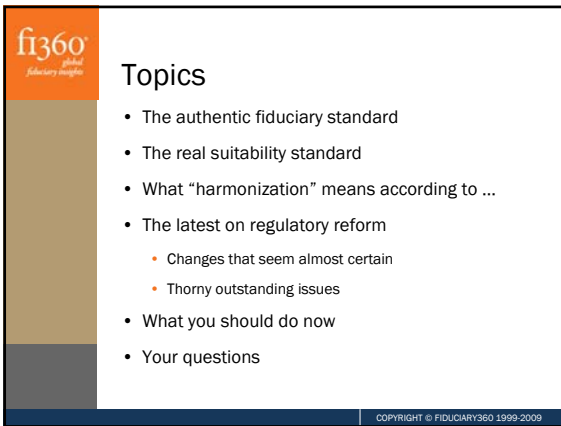 fi360
global
fiduciary insights
Topics
• The authentic fiduciary standard
• The real suitability standard
• What “harmonization” means according to ...
• The latest on regulatory reform
• Changes that seem almost certain
• Thorny outstanding issues
• What you should do now
• Your questions
COPYRIGHT © FIDUCIARY360 1999-2009